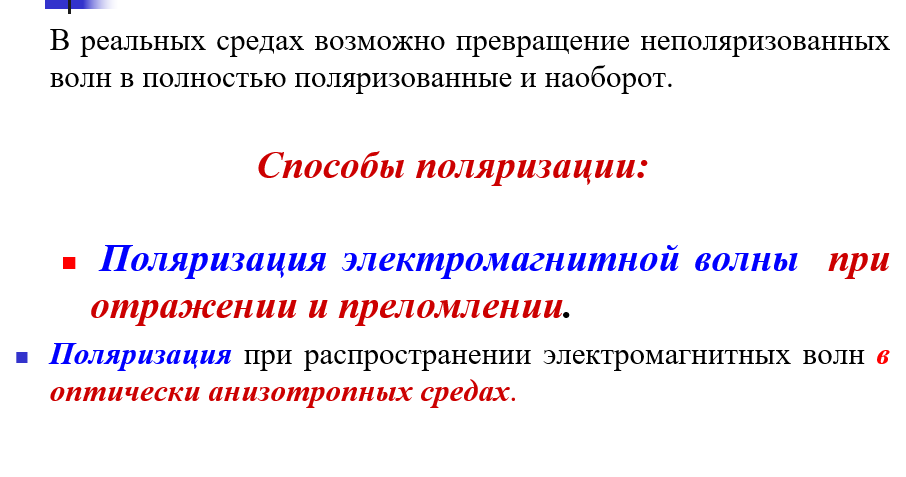 В реальных средах возможно превращение неполяризованных
волн в полностью поляризованные и наоборот.
Способы поляризации:
Поляризация электромагнитной волны при
отражении и преломлении.
Поляризация при распространении электромагнитных волн в
оптически анизотропных средах.